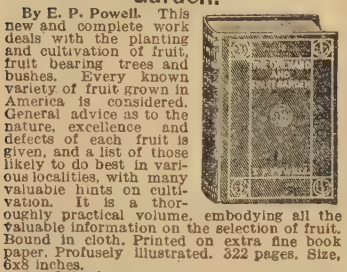 By E. P. Powell. This
new and complete work
deals with the planting
and cultivation of fruit,
fruit bearing trees and
bushes. Every known
variety of fruit grown in
America is considered.
General advice as to the
nature, excellence and
defects of each fruit is
given, and a list of those
likely to do best in vari-
ous localities, with many
valuable hints on culti-
vation. It is a thor-
oughly practical volume, embodying all the
valuable information on the selection of fruit.
Bound in cloth. Printed on extra fine book
paper. Profusely illustrated. 322 pages. Size,
6x8 inches.